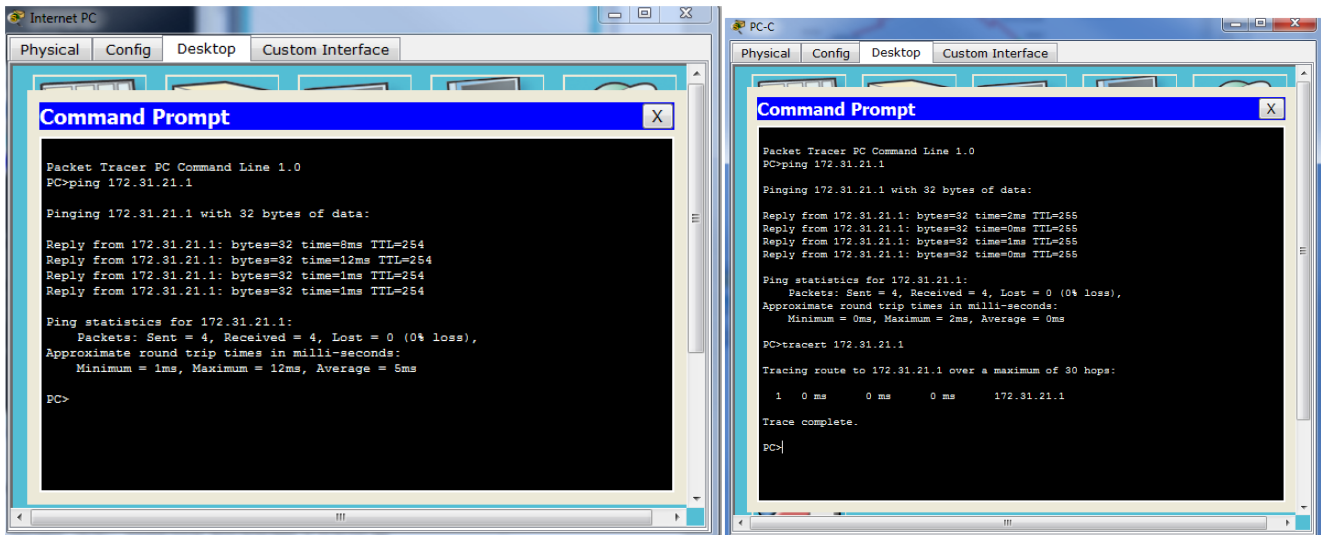 Internet PC
Physical Config Desktop Custom Interface
Command Prompt
X
Packet Tracer PC Command Line 1.0
PC>ping 172.31.21.1
Pinging 172.31.21.1 with 32 bytes of data:
Reply from 172.31.21.1: bytes=32 time=8ms TTL=254
Reply from 172.31.21.1: bytes=32 time=12ms TTL=254
Reply from 172.31.21.1: bytes=32 time=1ms TTL=254
Reply from 172.31.21.1: bytes=32 time=1ms TTL=254
Ping statistics for 172.31.21.1:
Packets: Sent = 4, Received = 4, Lost = 0 (0% loss),
Approximate round trip times in milli-seconds:
Minimum = 1ms, Maximum = 12ms, Average = 5ms
PC>
PC-C
Physical Config Desktop Custom Interface
Command Prompt
X
Packet Tracer PC Command Line 1.0
PC>ping 172.31.21.1
Pinging 172.31.21.1 with 32 bytes of data:
Reply from 172.31.21.1: bytes=32 time=2ms TTL=255
Reply from 172.31.21.1: bytes=32 time=0ms TTL=255
Reply from 172.31.21.1: bytes=32 time=1ms TTL=255
Reply from 172.31.21.1: bytes=32 time=0ms TTL=255
Ping statistics for 172.31.21.1:
Packets: Sent = 4, Received = 4, Lost = 0 (0% loss),
Approximate round trip times in milli-seconds:
Minimum = 0ms, Maximum = 2ms, Average = 0ms
PC>tracert 172.31.21.1
Tracing route to 172.31.21.1 over a maximum of 30 hops:
1 0 ms 0 ms 0 ms 172.31.21.1
Trace complete.
PC>